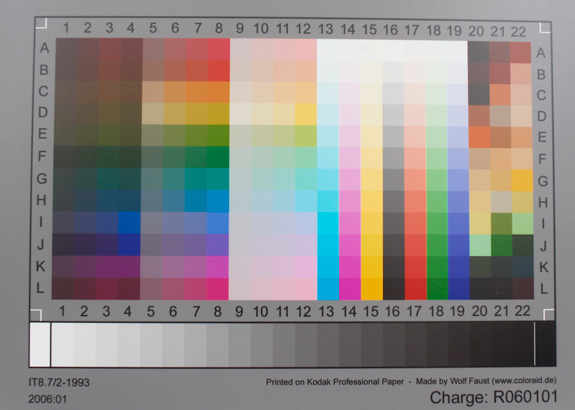 1 2 3 4 5 6 7 8 9 10 11 12 13 14 15 16 17 18 19 20 21 22
A A
B B
C C
D D
E E
F F
G G
H H
I I
J J
K K
L L
1 2 3 4 5 6 7 8 9 10 11 12 13 14 15 16 17 18 19 20 21 22
IT8.7/2-1993 Printed on Kodak Professional Paper - Made by Wolf Faust (www.coloraid.de)
2006:01 Charge: R060101